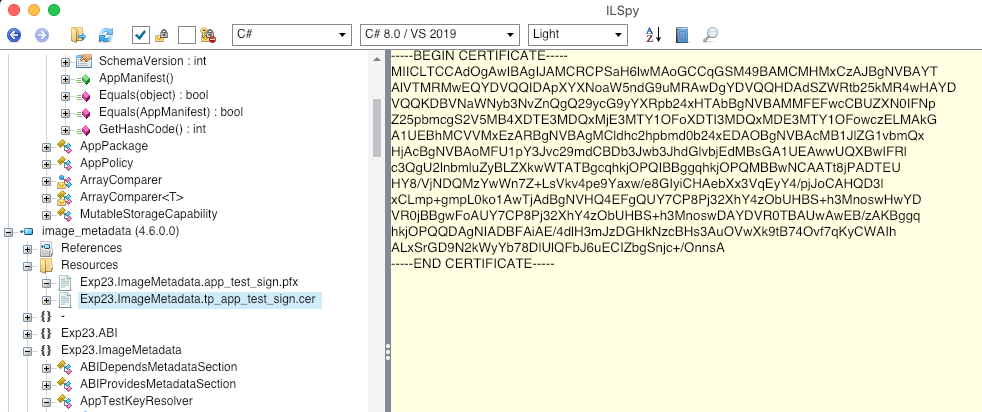 ILSpy
C#
C# 8.0 / VS 2019
Light
SchemaVersion : int
AppManifest()
Equals(object) : bool
Equals(AppManifest) : bool
GetHashCode() : int
AppPackage
AppPolicy
ArrayComparer
ArrayComparer<T>
MutableStorageCapability
image_metadata (4.6.0.0)
References
Resources
Exp23.ImageMetadata.app_test_sign.pfx
Exp23.ImageMetadata.tp_app_test_sign.cer
{ } -
{ } Exp23.ABI
{ } Exp23.ImageMetadata
ABIDependsMetadataSection
ABIProvidesMetadataSection
AppTestKeyResolver
-----BEGIN CERTIFICATE-----
MIICLTCCAdOgAwIBAgIJAMCRCPSaH6IwMAoGCCqGSM49BAMCMHMxCzAJBgNVBAYT
AlVTMRMwEQYDVQQIDApXYXNoaW5ndG9uMRAwDgYDVQQHDAdSZWRtb25kMR4wHAYD
VQQKDBVNaWNyb3NvZnQgQ29ycG9yYXRpb24xHTAbBgNVBAMMFEFwcCBUZXN0IFNp
Z25pbmcgS2V5MB4XDTE3MDQxMjE3MTY1OFoXDTI3MDQxMDE3MTY1OFowczELMAkG
A1UEBhMCVVMxEzARBgNVBAgMCldhc2hpbmd0b24xEDAOBgNVBAcMB1JlZG1vbmQx
HjAcBgNVBAoMFU1pY3Jvc29mdCBDb3Jwb3JhdGlvbjEdMBsGA1UEAwwUQXBwIFRl
c3QgU2lnbmluZyBLZXkwWTATBgcqhkjOPQIBBggqhkjOPQMBBwNCAATt8jPADTEU
HY8/VjNDQMzYwWn7Z+LsVkv4pe9Yaxw/e8GIyiCHAebXx3VqEyY4/pjJoCAHQD3l
xCLmp+gmpL0ko1AwTjAdBgNVHQ4EFgQUY7CP8Pj32XhY4zObUHBS+h3MnoswHwYD
VR0jBBgwFoAUY7CP8Pj32XhY4zObUHBS+h3MnoswDAYDVR0TBAUwAwEB/zAKBggq
hkjOPQQDAgNIADBFAiAE/4dlH3mJzDGHkNzcBHs3AuOVwXk9tB74Ovf7qKyCWAIh
ALxSrGD9N2kWyYb78DlUlQFbJ6uECIZbgSnjc+/OnnsA
-----END CERTIFICATE-----